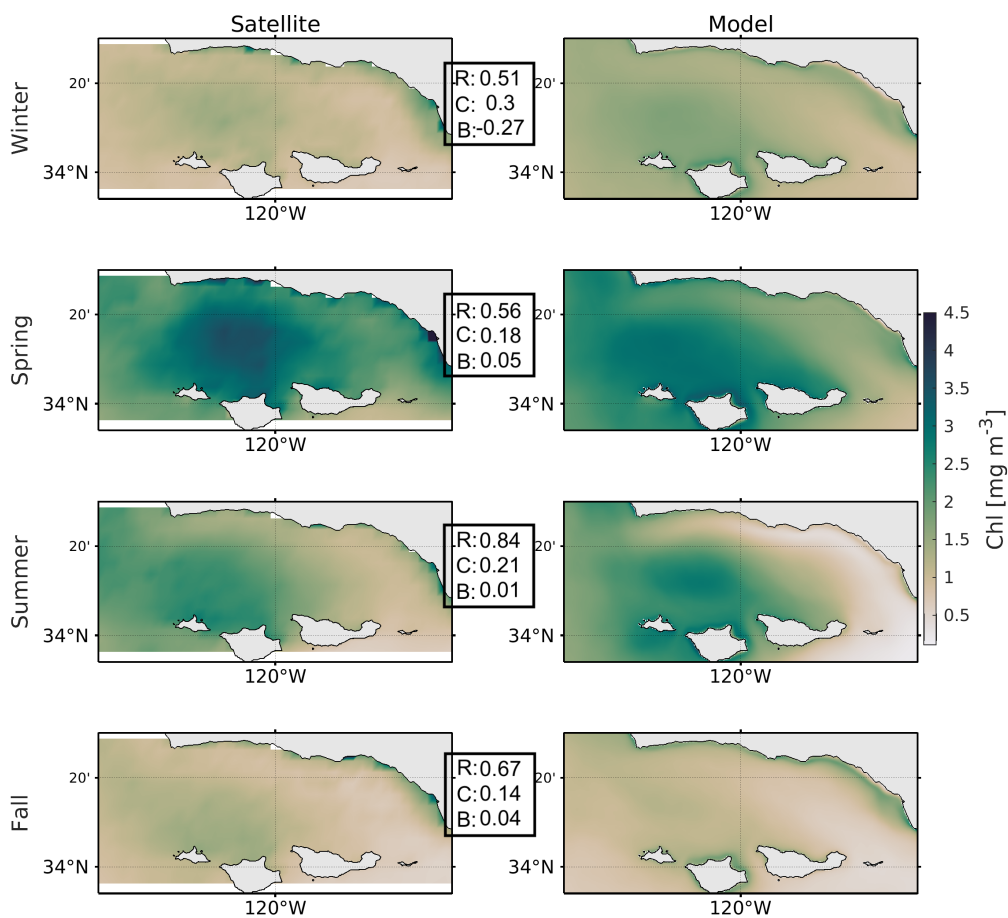 Satellite
Model
Winter
20'
34°N
120°W
R: 0.51
C: 0.3
B: -0.27
20'
34°N
120°W
Spring
20'
34°N
120°W
R: 0.56
C: 0.18
B: 0.05
20'
34°N
120°W
4.5
4
3.5
3
2.5
2
1.5
1
0.5
Chl [mg m⁻³]
Summer
20'
34°N
120°W
R: 0.84
C: 0.21
B: 0.01
20'
34°N
120°W
Fall
20'
34°N
120°W
R: 0.67
C: 0.14
B: 0.04
20'
34°N
120°W